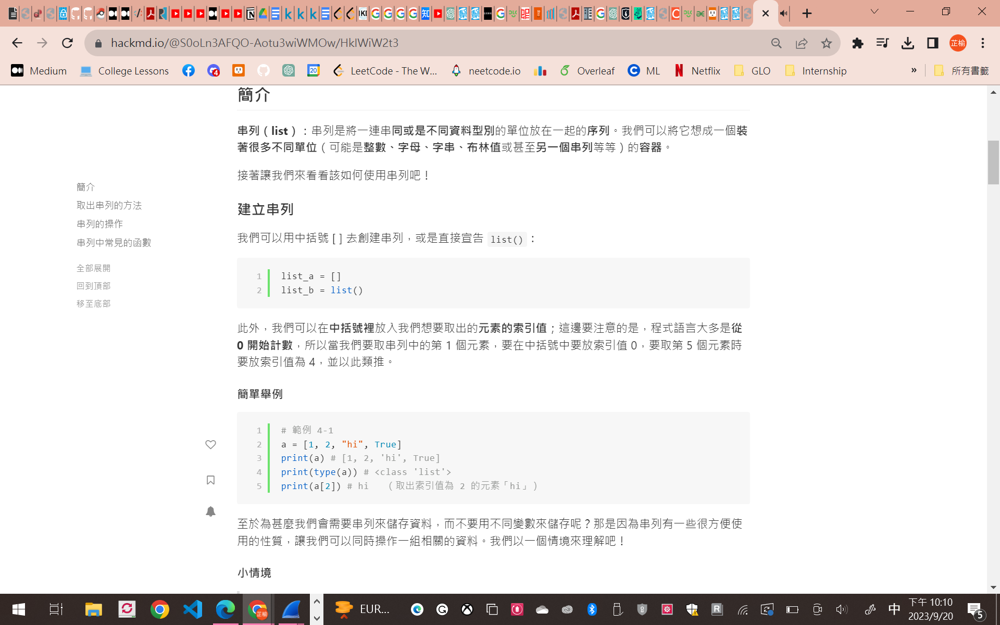 hackmd.io/@S0oLn3AFQO-Aotu3wiWMOw/HkIWiW2t3
芷榆
Medium
College Lessons
4
20
LeetCode - The W...
neetcode.io
Overleaf
ML
Netflix
GLO
Internship
»
所有書籤
簡介
串列（list）：串列是將一連串同或是不同資料型別的單位放在一起的序列。我們可以將它想成一個裝
著很多不同單位（可能是整數、字母、字串、布林值或甚至另一個串列等等）的容器。
接著讓我們來看看該如何使用串列吧！
簡介
取出串列的方法
串列的操作
串列中常見的函數
全部展開
回到頂部
移至底部
建立串列
我們可以用中括號 [ ] 去創建串列，或是直接宣告 list()：
1 list_a = []
2 list_b = list()
此外，我們可以在中括號裡放入我們想要取出的元素的索引值；這邊要注意的是，程式語言大多是從
0 開始計數，所以當我們要取串列中的第 1 個元素，要在中括號中要放索引值 0，要取第 5 個元素時
要放索引值為 4，並以此類推。
簡單舉例
1 # 範例 4-1
2 a = [1, 2, "hi", True]
3 print(a) # [1, 2, 'hi', True]
4 print(type(a)) # <class 'list'>
5 print(a[2]) # hi （取出索引值為 2 的元素「hi」）
至於為甚麼我們會需要串列來儲存資料，而不要用不同變數來儲存呢？那是因為串列有一些很方便使
用的性質，讓我們可以同時操作一組相關的資料。我們以一個情境來理解吧！
小情境
EUR...
中
下午 10:10
2023/9/20
5